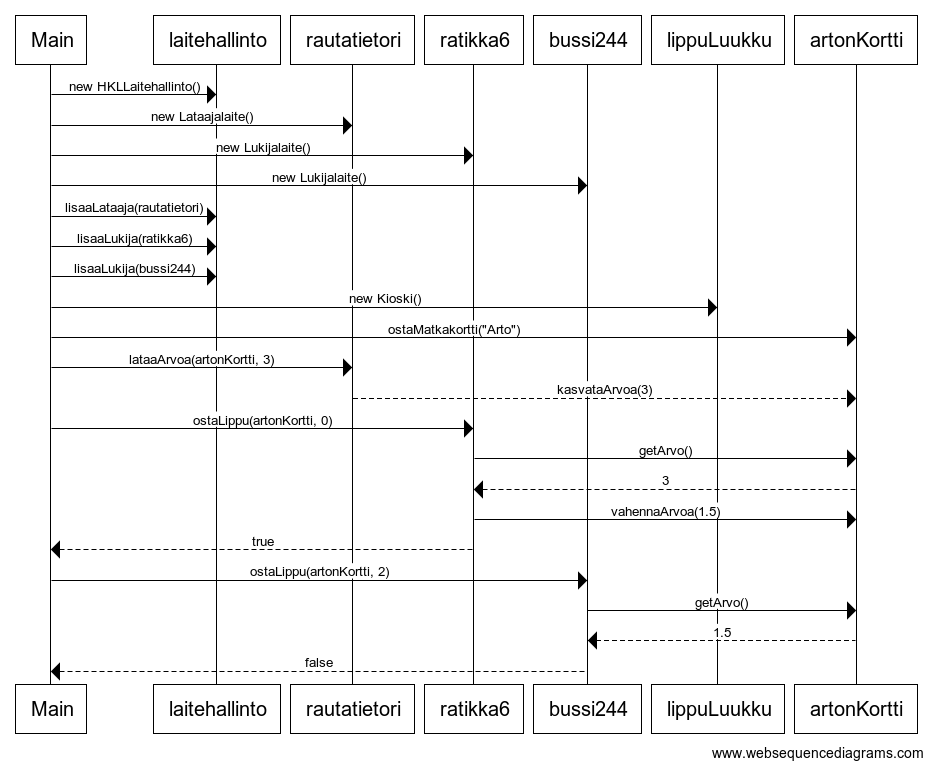 Main laitehallinto rautatietori ratikka6 bussi244 lippuLuukku artonKortti
new HKLLaitehallinto()
new Lataajalaite()
new Lukijalaite()
new Lukijalaite()
lisaaLataaja(rautatietori)
lisaaLukija(ratikka6)
lisaaLukija(bussi244)
new Kioski()
ostaMatkakortti("Arto")
lataaArvoa(artonKortti, 3)
kasvataArvoa(3)
ostaLippu(artonKortti, 0)
getArvo()
3
vahennaArvoa(1.5)
true
ostaLippu(artonKortti, 2)
getArvo()
1.5
false
Main laitehallinto rautatietori ratikka6 bussi244 lippuLuukku artonKortti
www.websequencediagrams.com